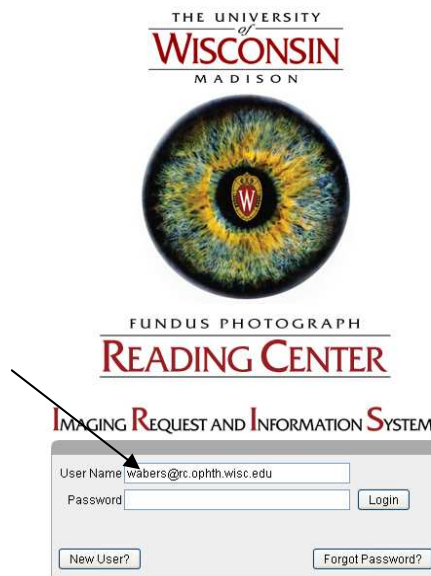 THE UNIVERSITY
of
WISCONSIN
MADISON
W
FUNDUS PHOTOGRAPH
READING CENTER
IMAGING REQUEST AND INFORMATION SYSTEM
User Name wabers@rc.ophth.wisc.edu
Password Login
New User? Forgot Password?